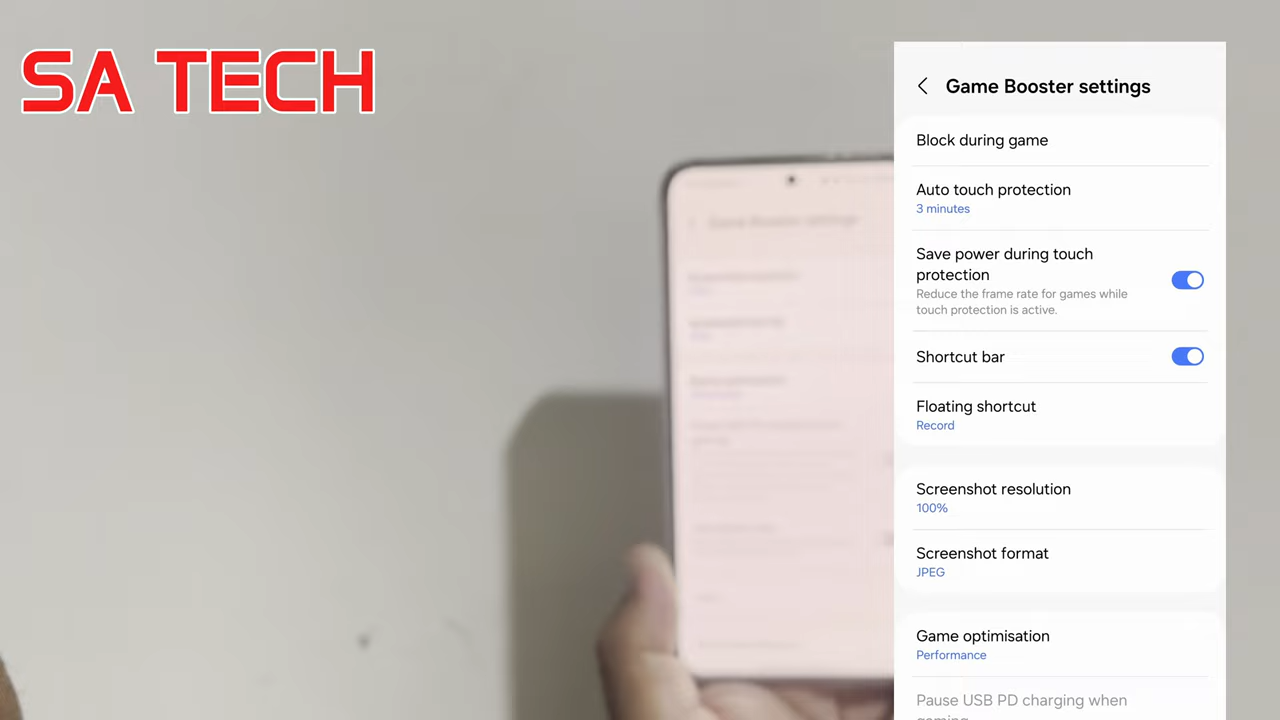 SA TECH
Game Booster settings
Block during game
Auto touch protection
3 minutes
Save power during touch
protection
Reduce the frame rate for games while
touch protection is active.
Shortcut bar
Floating shortcut
Record
Screenshot resolution
100%
Screenshot format
JPEG
Game optimisation
Performance
Pause USB PD charging when
gaming